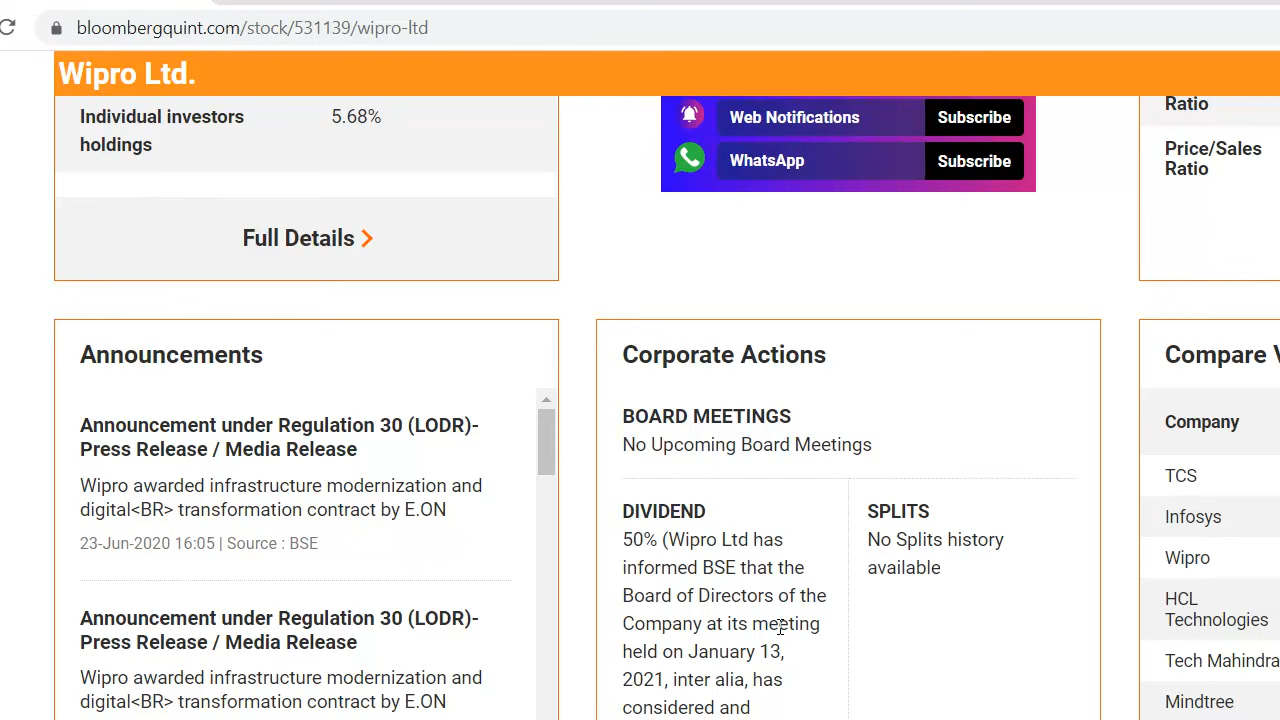 bloombergquint.com/stock/531139/wipro-ltd
Wipro Ltd.
Individual investors
holdings
5.68%
Full Details
Web Notifications
Subscribe
WhatsApp
Subscribe
Ratio
Price/Sales
Ratio
Announcements
Announcement under Regulation 30 (LODR)-
Press Release / Media Release
Wipro awarded infrastructure modernization and
digital<BR> transformation contract by E.ON
23-Jun-2020 16:05 | Source : BSE
Announcement under Regulation 30 (LODR)-
Press Release / Media Release
Wipro awarded infrastructure modernization and
digital<BR> transformation contract by E.ON
Corporate Actions
BOARD MEETINGS
No Upcoming Board Meetings
DIVIDEND
50% (Wipro Ltd has
informed BSE that the
Board of Directors of the
Company at its meeting
held on January 13,
2021, inter alia, has
considered and
SPLITS
No Splits history
available
Compare V
Company
TCS
Infosys
Wipro
HCL
Technologies
Tech Mahindra
Mindtree